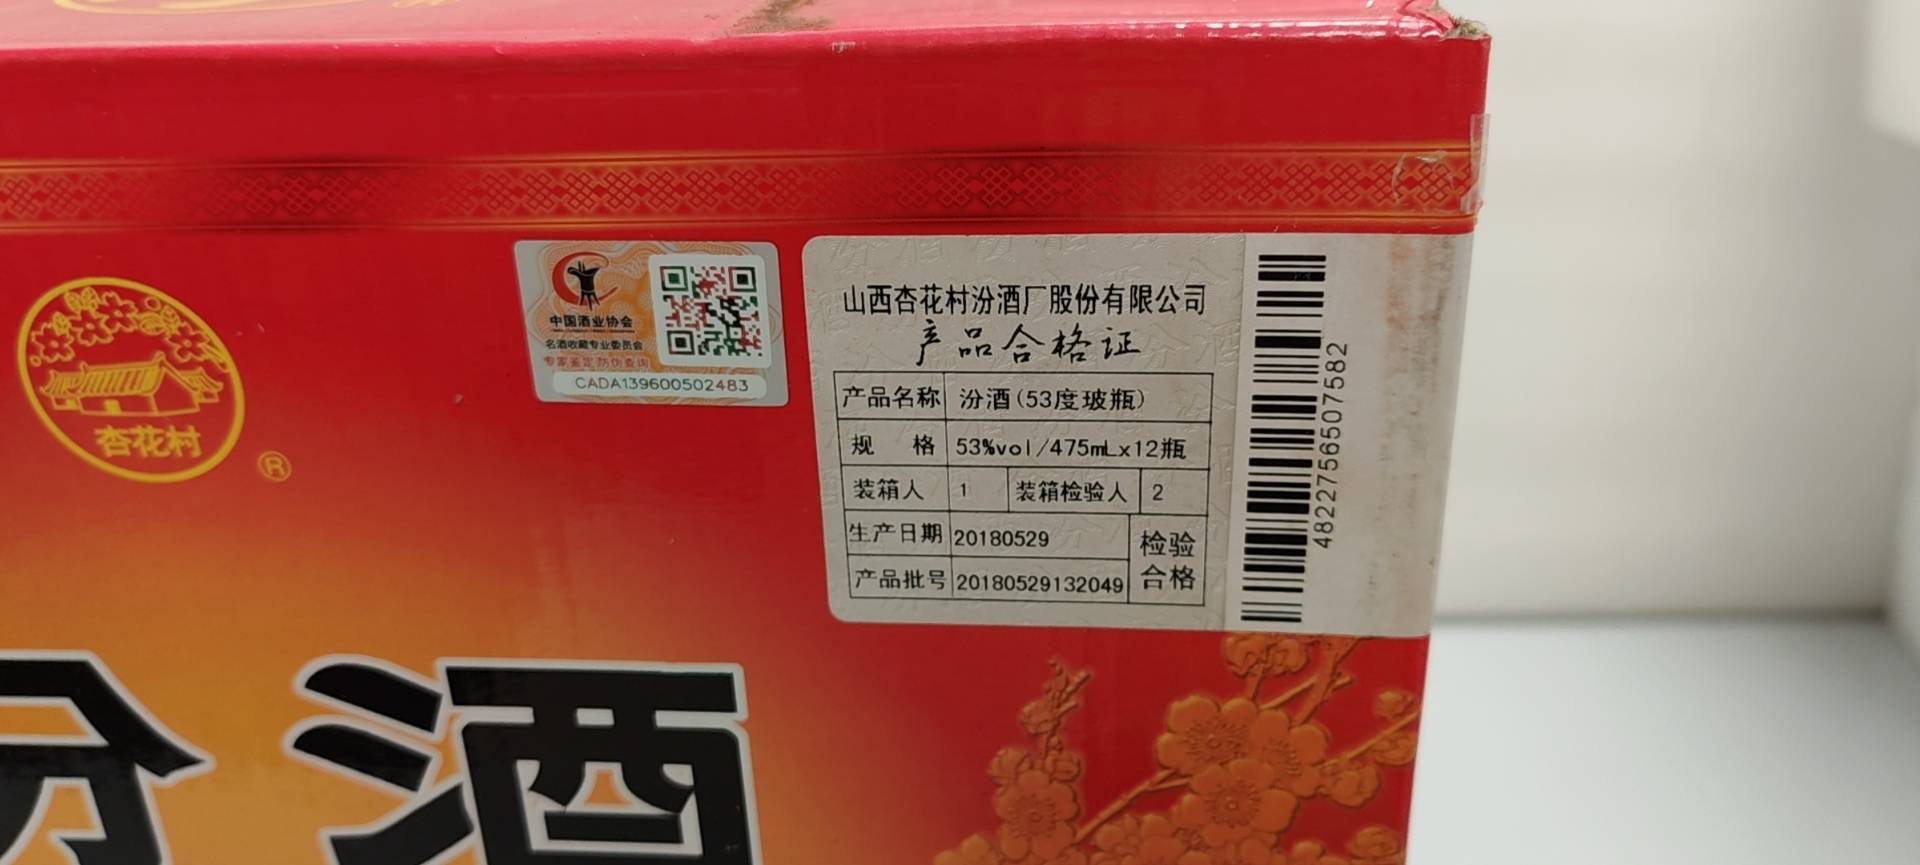 杏花村
®
中国酒业协会
名酒收藏专业委员会
专家鉴定 防伪查询
CADA139600502483
山西杏花村汾酒厂股份有限公司
产品合格证
产品名称 汾酒(53度玻瓶)
规 格 53%vol/475mLx12瓶
装箱人 1 装箱检验人 2
生产日期 20180529
检验合格
产品批号 20180529132049
4822756507582
汾酒